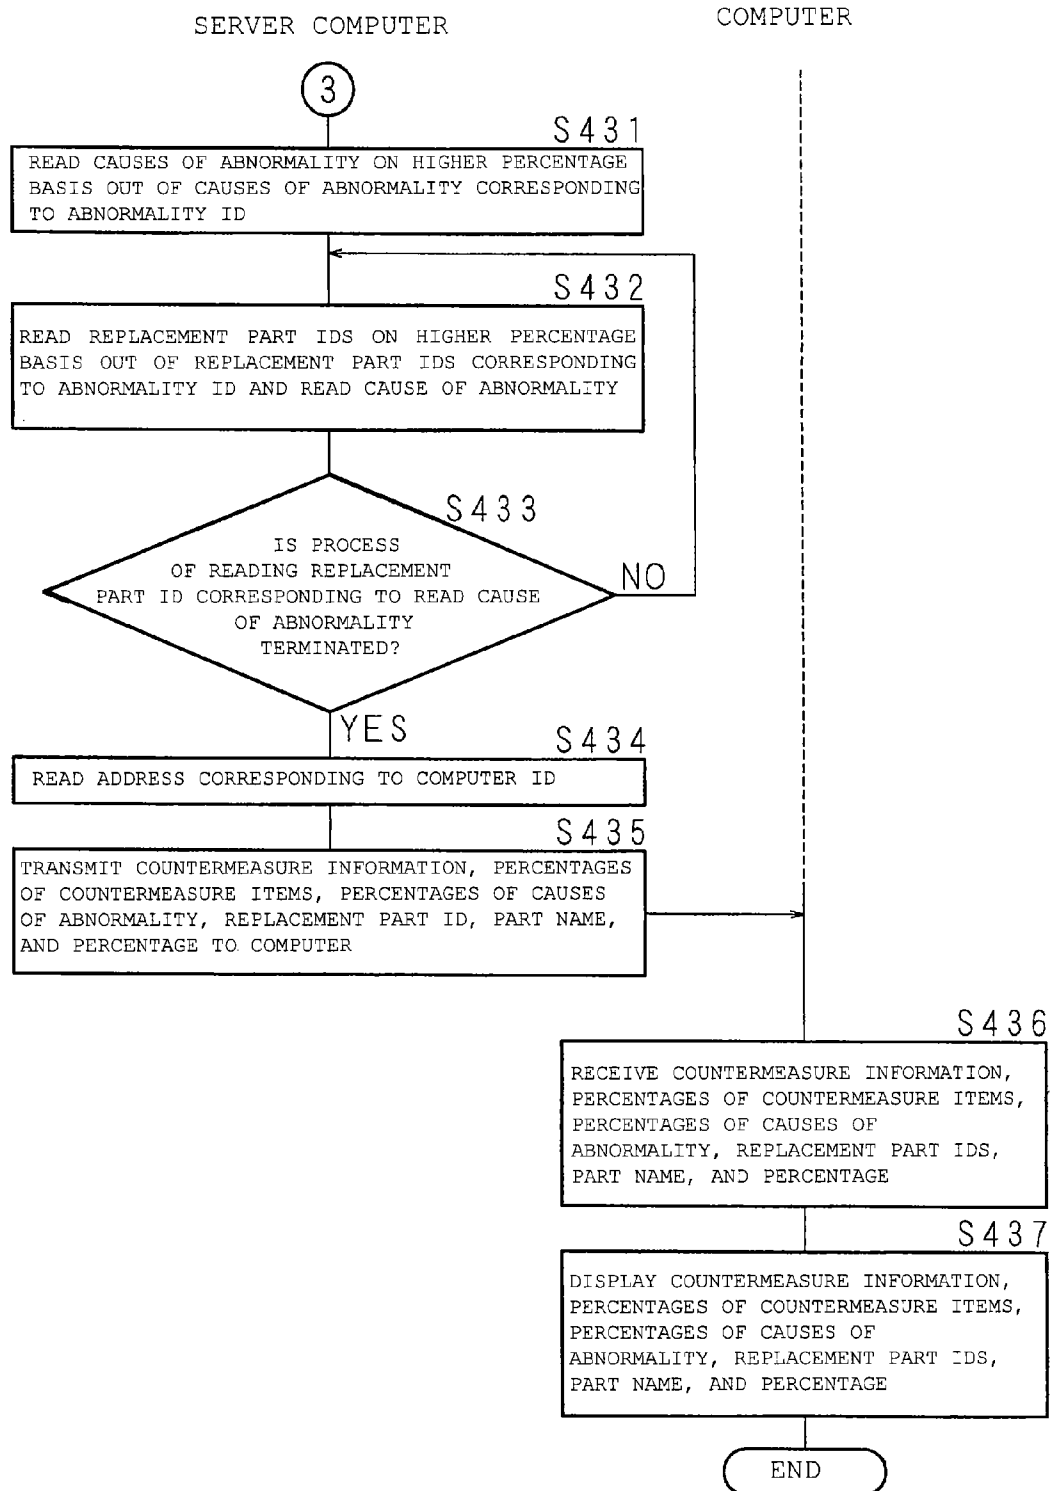 SERVER COMPUTER
COMPUTER
3
S431
READ CAUSES OF ABNORMALITY ON HIGHER PERCENTAGE
BASIS OUT OF CAUSES OF ABNORMALITY CORRESPONDING
TO ABNORMALITY ID
S432
READ REPLACEMENT PART IDS ON HIGHER PERCENTAGE
BASIS OUT OF REPLACEMENT PART IDS CORRESPONDING
TO ABNORMALITY ID AND READ CAUSE OF ABNORMALITY
S433
IS PROCESS
OF READING REPLACEMENT
PART ID CORRESPONDING TO READ CAUSE
OF ABNORMALITY
TERMINATED?
NO
YES
S434
READ ADDRESS CORRESPONDING TO COMPUTER ID
S435
TRANSMIT COUNTERMEASURE INFORMATION, PERCENTAGES
OF COUNTERMEASURE ITEMS, PERCENTAGES OF CAUSES
OF ABNORMALITY, REPLACEMENT PART ID, PART NAME,
AND PERCENTAGE TO COMPUTER
S436
RECEIVE COUNTERMEASURE INFORMATION,
PERCENTAGES OF COUNTERMEASURE ITEMS,
PERCENTAGES OF CAUSES OF
ABNORMALITY, REPLACEMENT PART IDS,
PART NAME, AND PERCENTAGE
S437
DISPLAY COUNTERMEASURE INFORMATION,
PERCENTAGES OF COUNTERMEASURE ITEMS,
PERCENTAGES OF CAUSES OF
ABNORMALITY, REPLACEMENT PART IDS,
PART NAME, AND PERCENTAGE
END